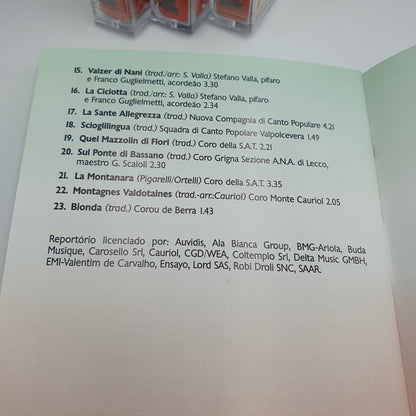 15. Valzer di Nani (trad./arr.: S. Valla) Stefano Valla, pifaro
e Franco Guglielmetti, acordeão 3.30
16. La Ciciotta (trad./arr.: S. Valla) Stefano Valla, pifaro
e Franco Guglielmetti, acordeão 2.34
17. La Sante Allegrezza (trad.) Nuova Compagnia di Canto Popolare 4.21
18. Scioglilingua (trad.) Squadra di Canto Popolare Valpolcevera 1.49
19. Quel Mazzolin di Fiori (trad.) Coro della S.A.T. 2.21
20. Sul Ponte di Bassano (trad.) Coro Grigna Sezione A.N.A. di Lecco,
maestro G. Scaioli 2.30
21. La Montanara (Pigarelli/Ortelli) Coro della S.A.T. 3.35
22. Montagnes Valdotaines (trad.-arr.:Cauriol) Coro Monte Cauriol 2.05
23. Bionda (trad.) Corou de Berra 1.43
Reportório licenciado por: Auvidis, Ala Bianca Group, BMG-Ariola, Buda
Musique, Carosello Srl, Cauriol, CGD/WEA, Coltempio Srl, Delta Music GMBH,
EMI-Valentim de Carvalho, Ensayo, Lord SAS, Robi Droli SNC, SAAR.